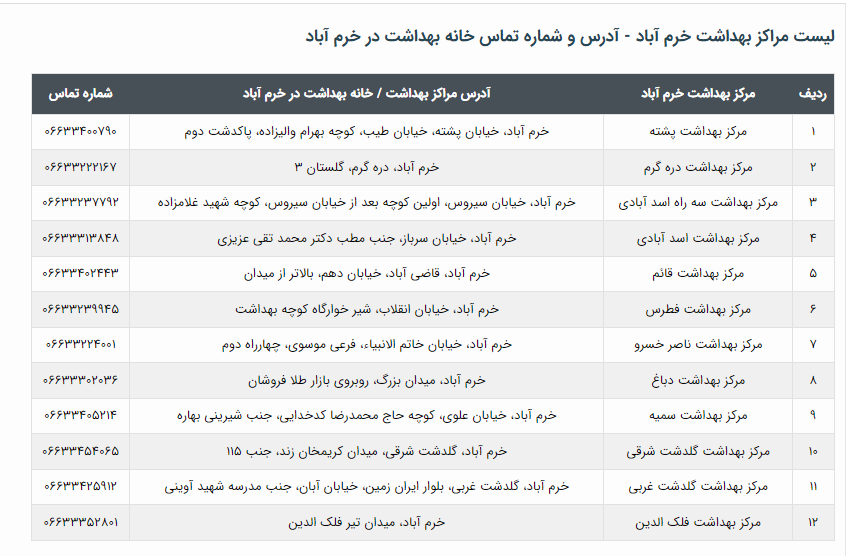 لیست مراکز بهداشت خرم آباد - آدرس و شماره تماس خانه بهداشت در خرم آباد
ردیف مرکز بهداشت خرم آباد آدرس مراکز بهداشت / خانه بهداشت در خرم آباد شماره تماس
۱ مرکز بهداشت پشته خرم آباد، خیابان پشته، خیابان طیب، کوچه بهرام والیزاده، پاکدشت دوم ۰۶۶۳۳۴۰۰۷۹۰
۲ مرکز بهداشت دره گرم خرم آباد، دره گرم، گلستان ۳ ۰۶۶۳۳۲۲۲۱۶۷
۳ مرکز بهداشت سه راه اسد آبادی خرم آباد، خیابان سیروس، اولین کوچه بعد از خیابان سیروس، کوچه شهید غلامزاده ۰۶۶۳۳۲۳۷۷۹۲
۴ مرکز بهداشت اسد آبادی خرم آباد، خیابان سرباز، جنب مطب دکتر محمد تقی عزیزی ۰۶۶۳۳۳۱۳۸۴۸
۵ مرکز بهداشت قائم خرم آباد، قاضی آباد، خیابان دهم، بالاتر از میدان ۰۶۶۳۳۴۰۲۴۴۳
۶ مرکز بهداشت فطرس خرم آباد، خیابان انقلاب، شیر خوارگاه کوچه بهداشت ۰۶۶۳۳۲۳۹۹۴۵
۷ مرکز بهداشت ناصر خسرو خرم آباد، خیابان خاتم الانبیاء، فرعی موسوی، چهارراه دوم ۰۶۶۳۳۲۲۴۰۰۱
۸ مرکز بهداشت دباغ خرم آباد، میدان بزرگ، روبروی بازار طلا فروشان ۰۶۶۳۳۳۰۲۰۳۶
۹ مرکز بهداشت سمیه خرم آباد، خیابان علوی، کوچه حاج محمدرضا کدخدایی، جنب شیرینی بهاره ۰۶۶۳۳۴۰۵۲۱۴
۱۰ مرکز بهداشت گلدشت شرقی خرم آباد، گلدشت شرقی، میدان کریمخان زند، جنب ۱۱۵ ۰۶۶۳۳۴۵۴۰۶۵
۱۱ مرکز بهداشت گلدشت غربی خرم آباد، گلدشت غربی، بلوار ایران زمین، خیابان آبان، جنب مدرسه شهید آوینی ۰۶۶۳۳۴۲۵۹۱۲
۱۲ مرکز بهداشت فلک الدین خرم آباد، میدان تیر فلک الدین ۰۶۶۳۳۳۵۲۸۰۱